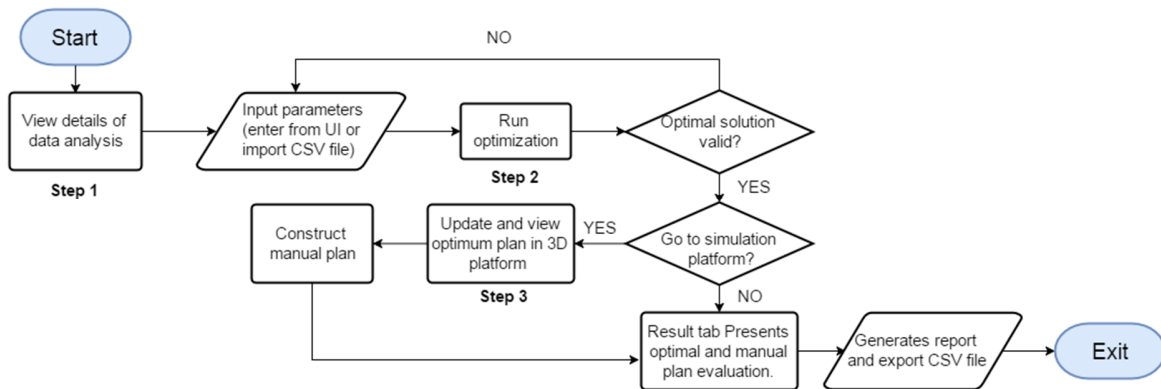 Start
NO
View details of
data analysis
Step 1
Input parameters
(enter from UI or
import CSV file)
Run
optimization
Step 2
Optimal solution
valid?
YES
Go to simulation
platform?
YES
Update and view
optimum plan in 3D
platform
Step 3
Construct
manual plan
NO
Result tab Presents
optimal and manual
plan evaluation.
Generates report
and export CSV file
Exit